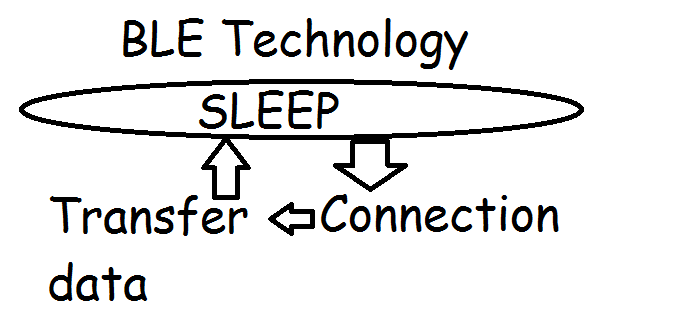 BLE Technology
SLEEP
Transfer Connection
data